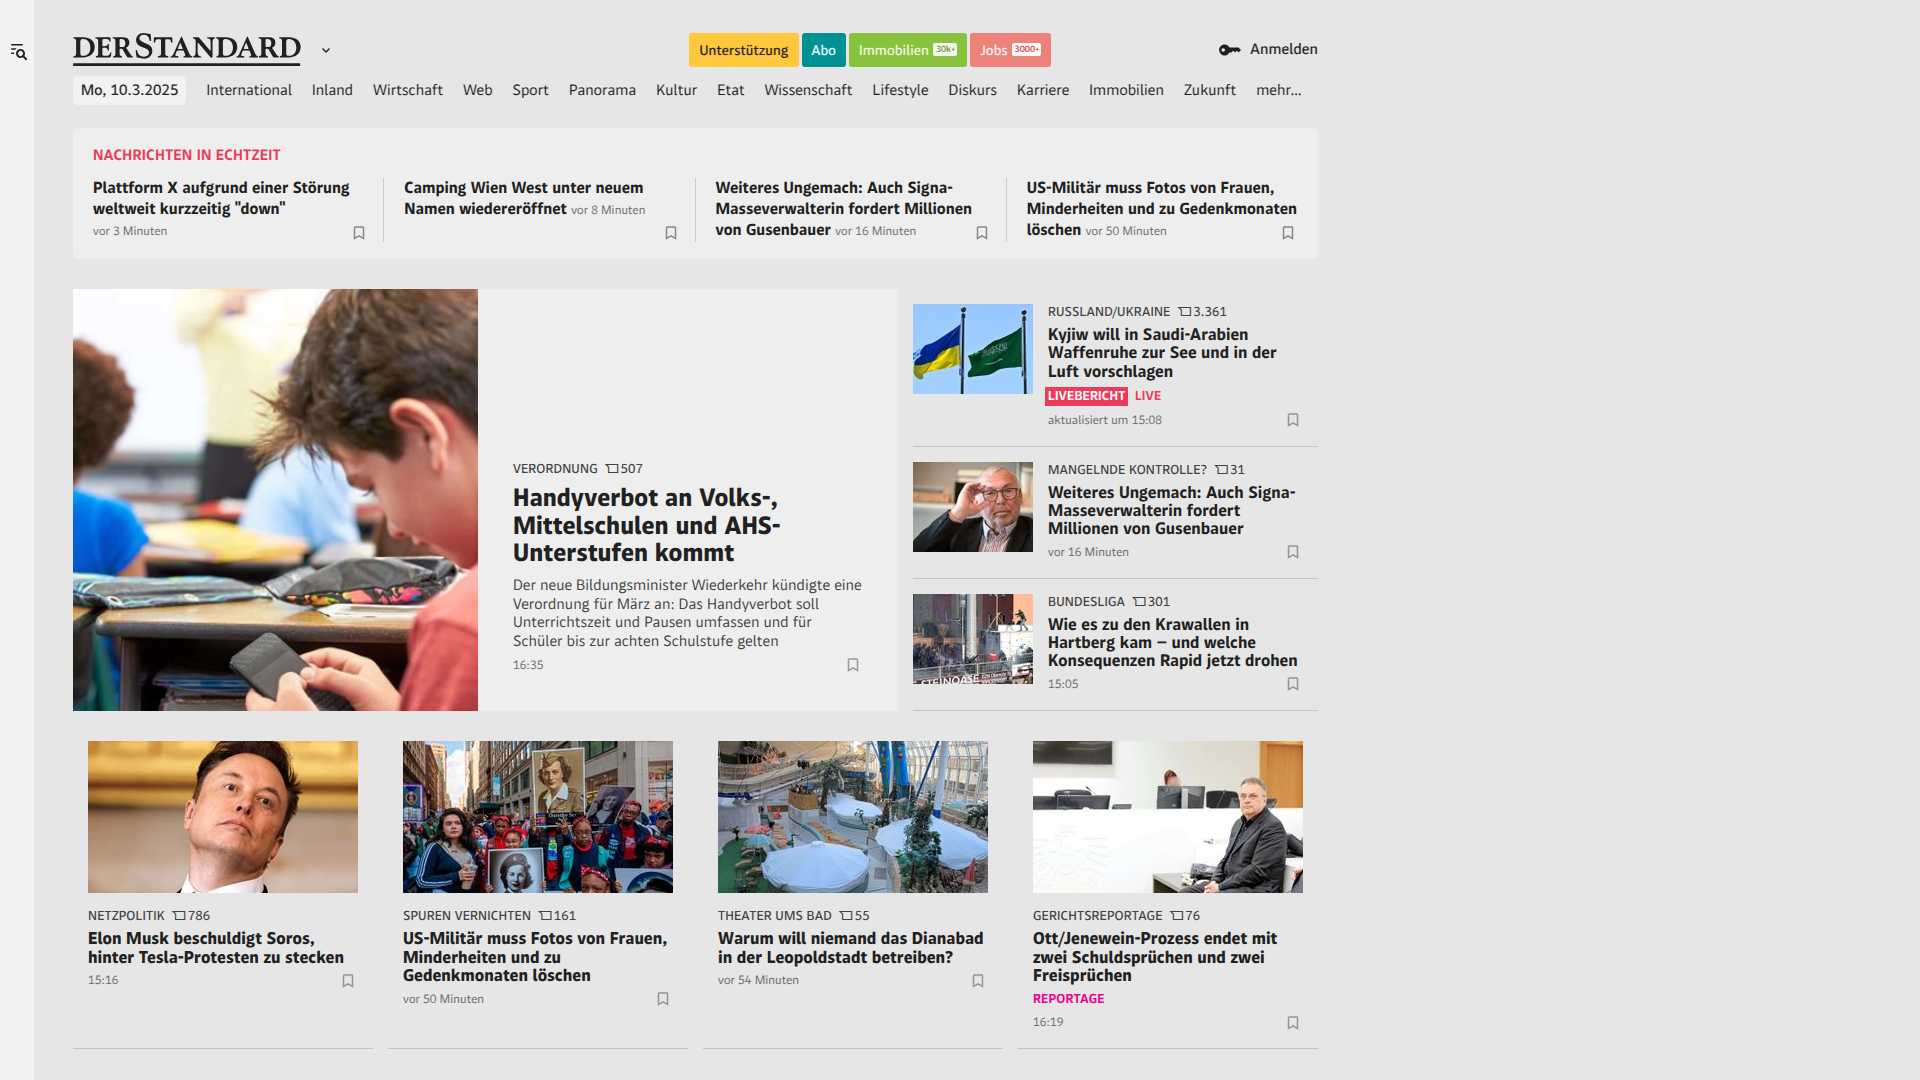 DERSTANDARD
Unterstützung
Abo
Immobilien 30k+
Jobs 3000+
Anmelden
Mo, 10.3.2025
International
Inland
Wirtschaft
Web
Sport
Panorama
Kultur
Etat
Wissenschaft
Lifestyle
Diskurs
Karriere
Immobilien
Zukunft
mehr...
NACHRICHTEN IN ECHTZEIT
Plattform X aufgrund einer Störung
weltweit kurzzeitig "down"
vor 3 Minuten
Camping Wien West unter neuem
Namen wiedereröffnet vor 8 Minuten
Weiteres Ungemach: Auch Signa-
Masseverwalterin fordert Millionen
von Gusenbauer vor 16 Minuten
US-Militär muss Fotos von Frauen,
Minderheiten und zu Gedenkmonaten
löschen vor 50 Minuten
VERORDNUNG 507
Handyverbot an Volks-,
Mittelschulen und AHS-
Unterstufen kommt
Der neue Bildungsminister Wiederkehr kündigte eine
Verordnung für März an: Das Handyverbot soll
Unterrichtszeit und Pausen umfassen und für
Schüler bis zur achten Schulstufe gelten
16:35
RUSSLAND/UKRAINE 3.361
Kyjiw will in Saudi-Arabien
Waffenruhe zur See und in der
Luft vorschlagen
LIVEBERICHT LIVE
aktualisiert um 15:08
MANGELNDE KONTROLLE? 31
Weiteres Ungemach: Auch Signa-
Masseverwalterin fordert
Millionen von Gusenbauer
vor 16 Minuten
STEINOASE
BUNDESLIGA 301
Wie es zu den Krawallen in
Hartberg kam – und welche
Konsequenzen Rapid jetzt drohen
15:05
NETZPOLITIK 786
Elon Musk beschuldigt Soros,
hinter Tesla-Protesten zu stecken
15:16
SPUREN VERNICHTEN 161
US-Militär muss Fotos von Frauen,
Minderheiten und zu
Gedenkmonaten löschen
vor 50 Minuten
THEATER UMS BAD 55
Warum will niemand das Dianabad
in der Leopoldstadt betreiben?
vor 54 Minuten
GERICHTSREPORTAGE 76
Ott/Jenewein-Prozess endet mit
zwei Schuldsprüchen und zwei
Freisprüchen
REPORTAGE
16:19